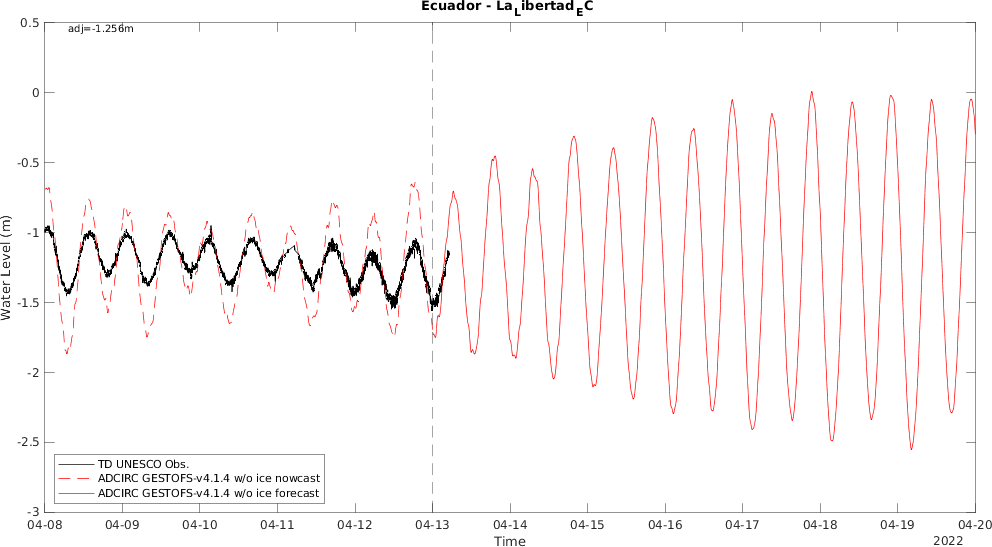 Ecuador - LaLibertadEC
adj=-1.256m
0.5
0
-0.5
-1
-1.5
-2
-2.5
-3
Water Level (m)
TD UNESCO Obs.
ADCIRC GESTOFS-v4.1.4 w/o ice nowcast
ADCIRC GESTOFS-v4.1.4 w/o ice forecast
04-08 04-09 04-10 04-11 04-12 04-13 04-14 04-15 04-16 04-17 04-18 04-19 04-20
Time
2022